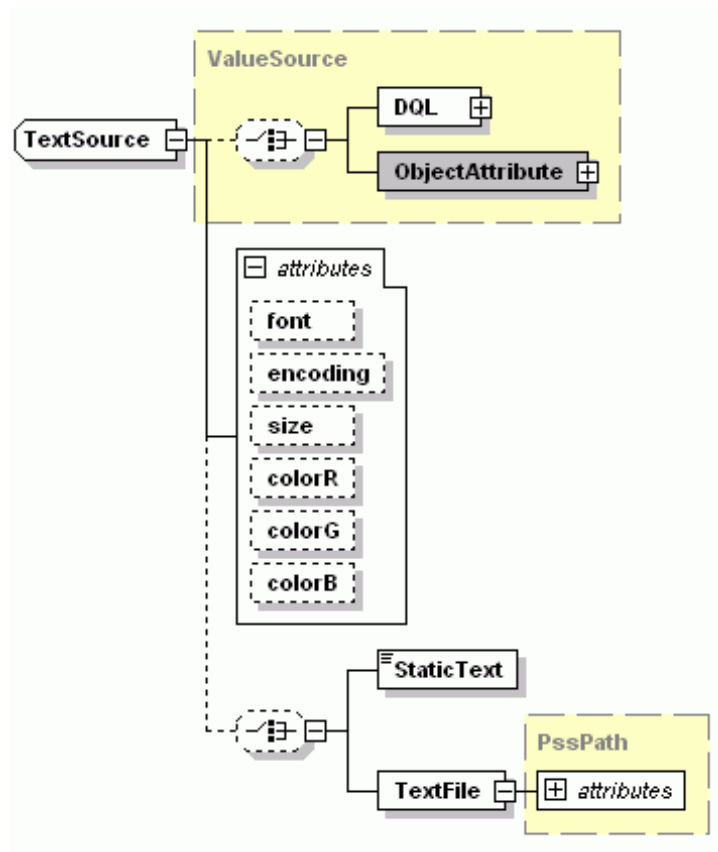 ValueSource
DQL
TextSource
ObjectAttribute
attributes
font
encoding
size
colorR
colorG
colorB
StaticText
PssPath
TextFile
attributes